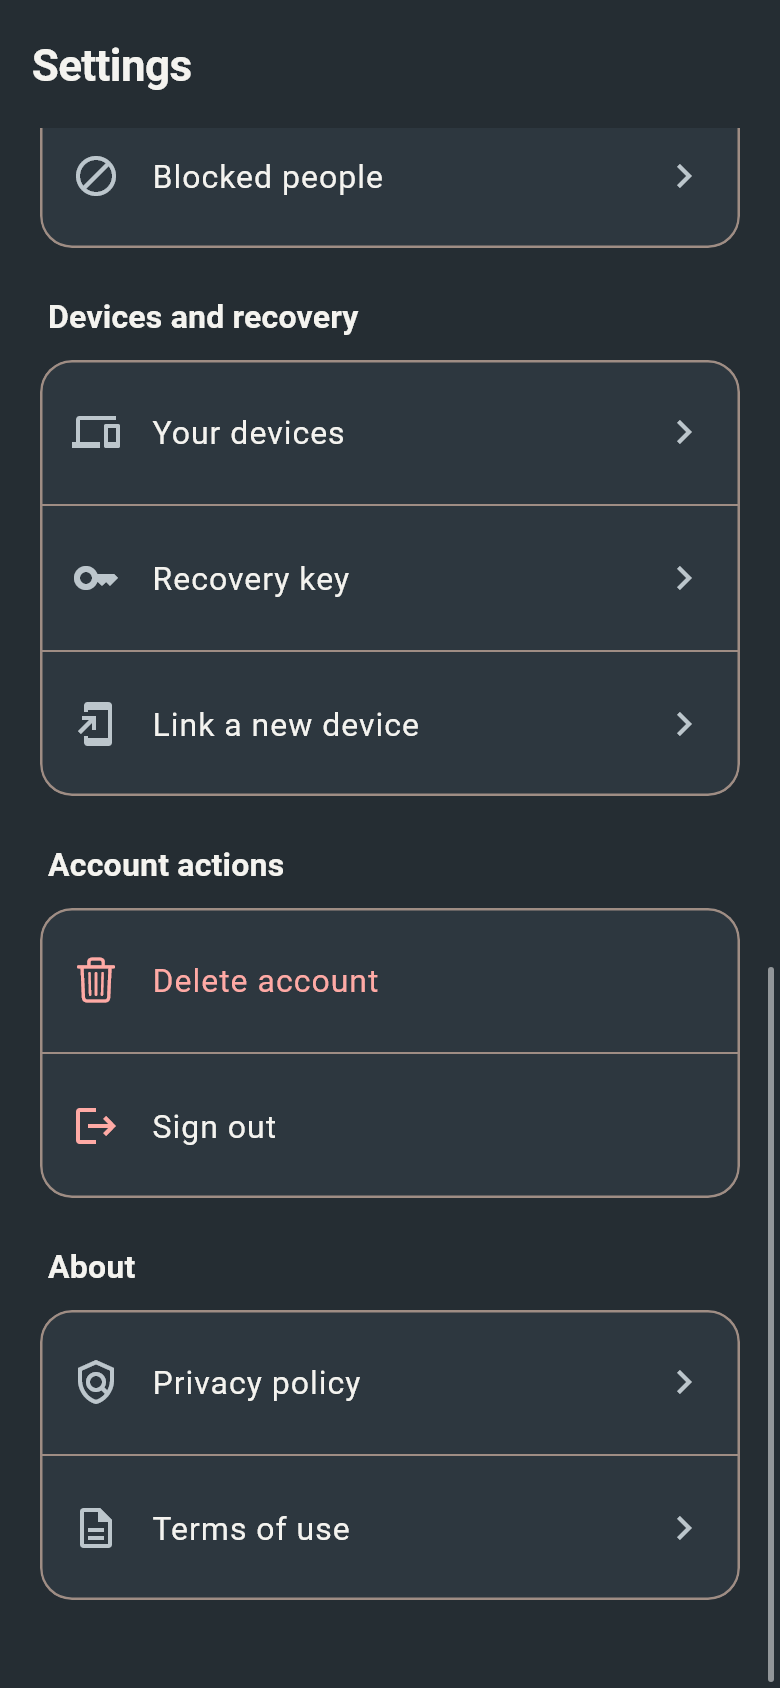 Settings
Blocked people
Devices and recovery
Your devices
Recovery key
Link a new device
Account actions
Delete account
Sign out
About
Privacy policy
Terms of use